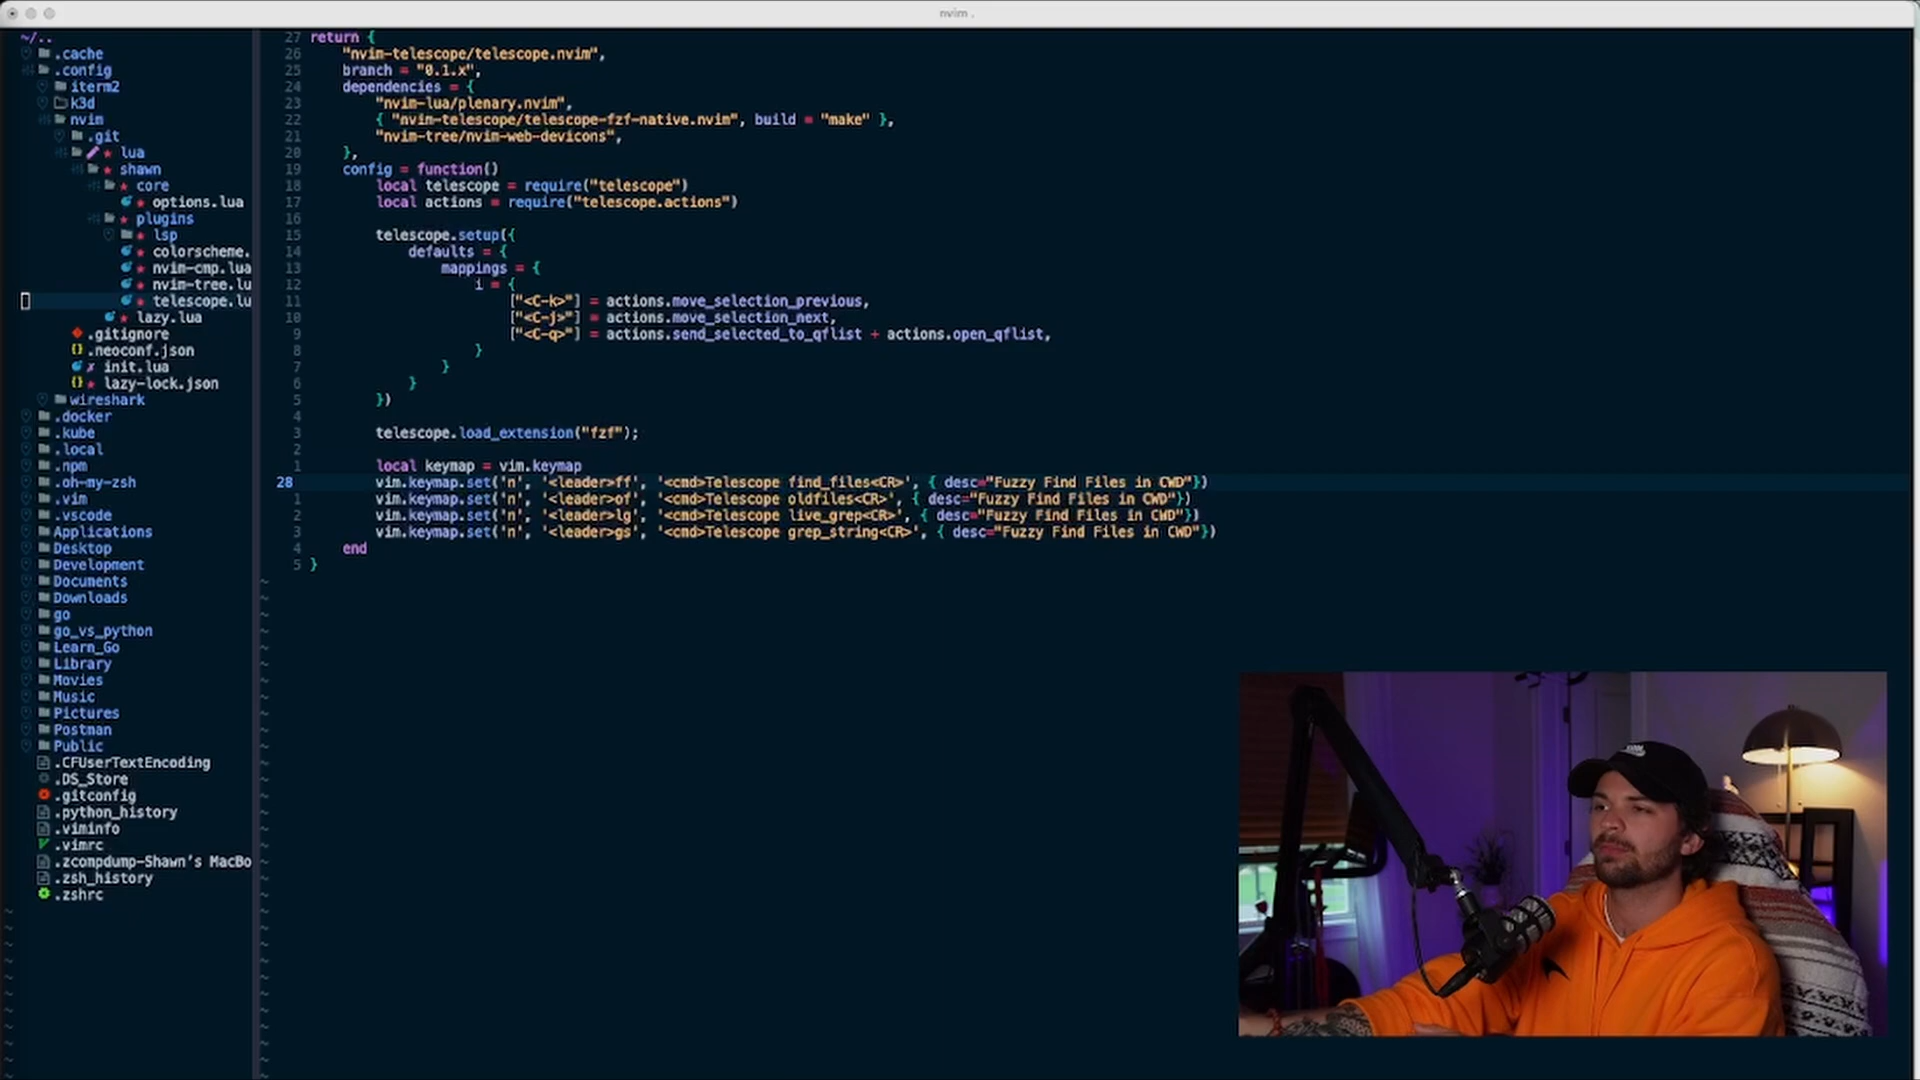 nvim .
~/..
.cache
.config
iterm2
k3d
nvim
.git
lua
shawn
core
options.lua
plugins
lsp
colorscheme.
nvim-cmp.lua
nvim-tree.lu
telescope.lu
lazy.lua
.gitignore
.neoconf.json
init.lua
lazy-lock.json
wireshark
.docker
.kube
.local
.npm
.oh-my-zsh
.vim
.vscode
Applications
Desktop
Development
Documents
Downloads
go
go_vs_python
Learn_Go
Library
Movies
Music
Pictures
Postman
Public
.CFUserTextEncoding
.DS_Store
.gitconfig
.python_history
.viminfo
.vimrc
.zcompdump-Shawn's MacBo
.zsh_history
.zshrc
27 return {
26 "nvim-telescope/telescope.nvim",
25 branch = "0.1.x",
24 dependencies = {
23 "nvim-lua/plenary.nvim",
22 { "nvim-telescope/telescope-fzf-native.nvim", build = "make" },
21 "nvim-tree/nvim-web-devicons",
20 },
19 config = function()
18 local telescope = require("telescope")
17 local actions = require("telescope.actions")
16
15 telescope.setup({
14 defaults = {
13 mappings = {
12 i = {
11 ["<C-k>"] = actions.move_selection_previous,
10 ["<C-j>"] = actions.move_selection_next,
9 ["<C-q>"] = actions.send_selected_to_qflist + actions.open_qflist,
8 }
7 }
6 }
5 })
4
3 telescope.load_extension("fzf");
2
1 local keymap = vim.keymap
28 vim.keymap.set('n', '<leader>ff', '<cmd>Telescope find_files<CR>', { desc="Fuzzy Find Files in CWD"})
1 vim.keymap.set('n', '<leader>of', '<cmd>Telescope oldfiles<CR>', { desc="Fuzzy Find Files in CWD"})
2 vim.keymap.set('n', '<leader>lg', '<cmd>Telescope live_grep<CR>', { desc="Fuzzy Find Files in CWD"})
3 vim.keymap.set('n', '<leader>gs', '<cmd>Telescope grep_string<CR>', { desc="Fuzzy Find Files in CWD"})
4 end
5 }